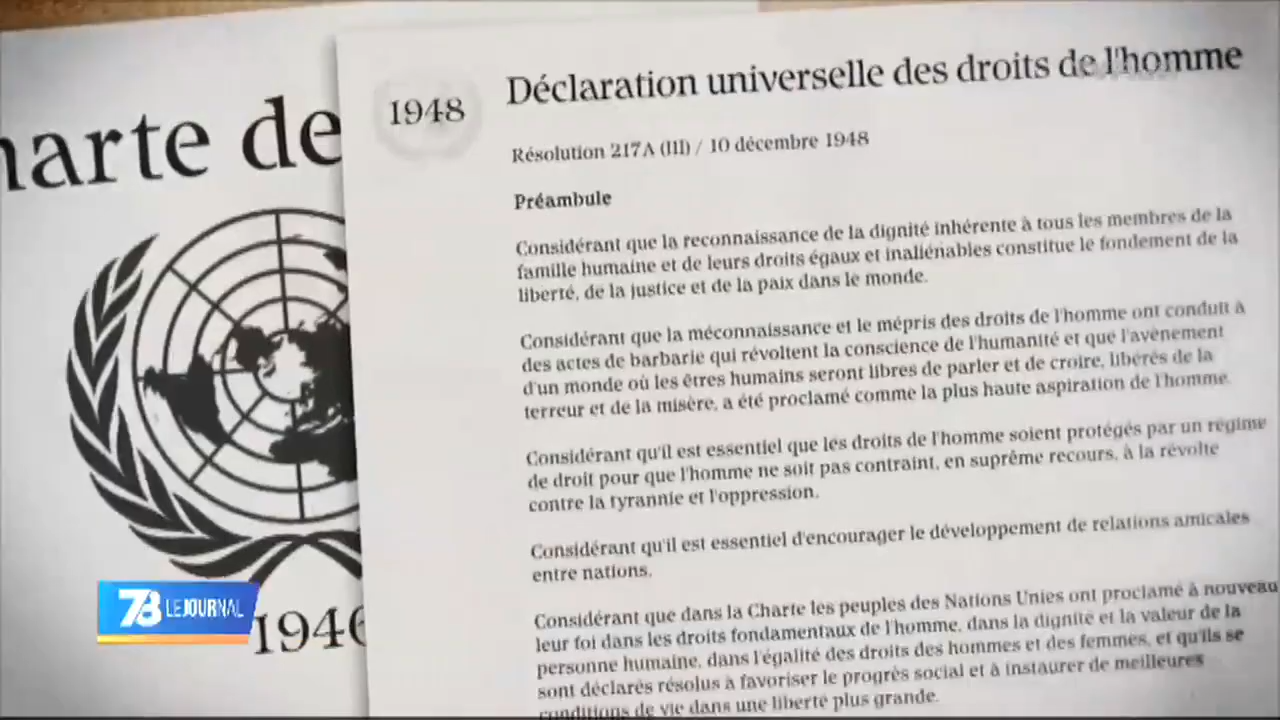 harte de
1946
1948
Déclaration universelle des droits de l'homme
Résolution 217A (III) / 10 décembre 1948
Préambule
Considérant que la reconnaissance de la dignité inhérente à tous les membres de la
famille humaine et de leurs droits égaux et inaliénables constitue le fondement de la
liberté, de la justice et de la paix dans le monde.
Considérant que la méconnaissance et le mépris des droits de l'homme ont conduit à
des actes de barbarie qui révoltent la conscience de l'humanité et que l'avènement
d'un monde où les êtres humains seront libres de parler et de croire, libérés de la
terreur et de la misère, a été proclamé comme la plus haute aspiration de l'homme.
Considérant qu'il est essentiel que les droits de l'homme soient protégés par un régime
de droit pour que l'homme ne soit pas contraint, en suprême recours, à la révolte
contre la tyrannie et l'oppression.
Considérant qu'il est essentiel d'encourager le développement de relations amicales
entre nations.
Considérant que dans la Charte les peuples des Nations Unies ont proclamé à nouveau
leur foi dans les droits fondamentaux de l'homme, dans la dignité et la valeur de la
personne humaine, dans l'égalité des droits des hommes et des femmes, et qu'ils se
sont déclarés résolus à favoriser le progrès social et à instaurer de meilleures
conditions de vie dans une liberté plus grande.
78 LE JOURNAL